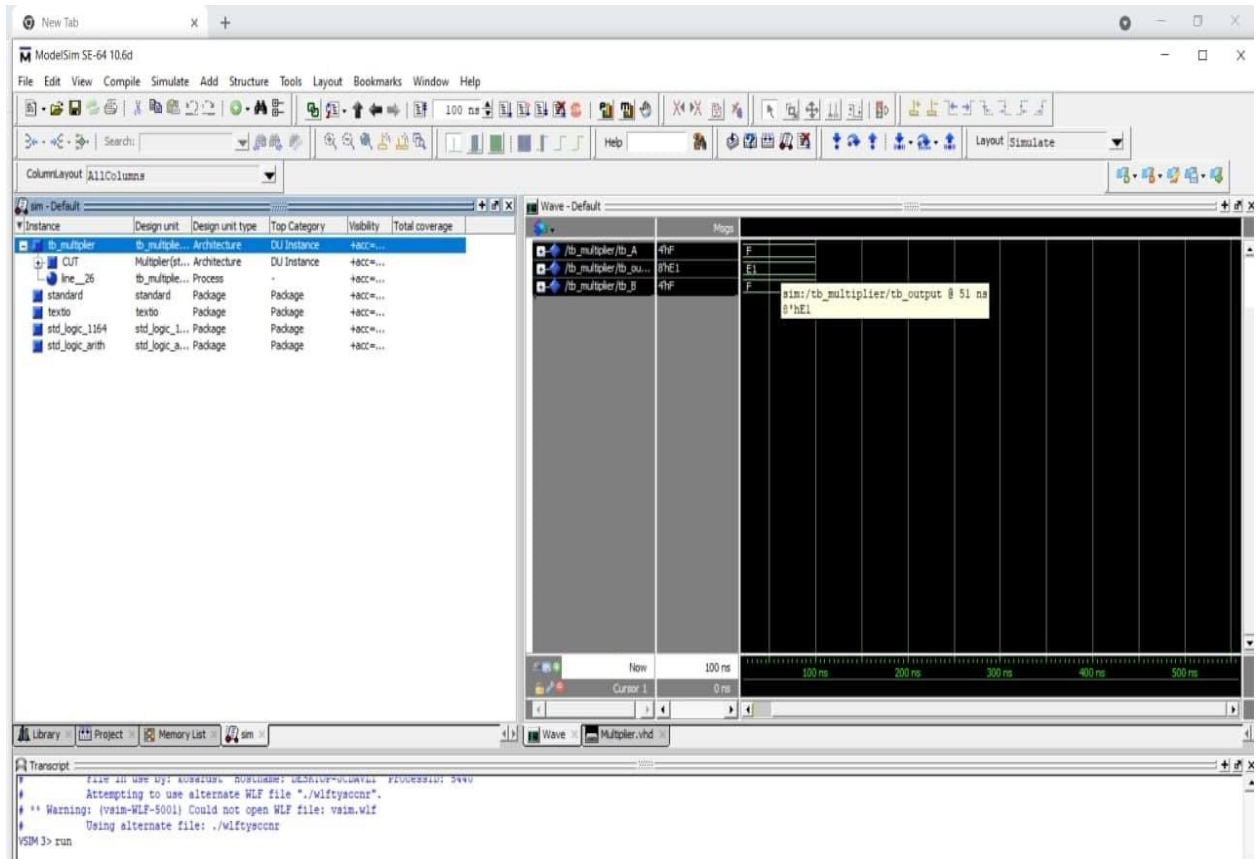 New Tab
ModelSim SE-64 10.6d
File Edit View Compile Simulate Add Structure Tools Layout Bookmarks Window Help
100 ns
Search:
Help
Layout Simulate
ColumnLayout AllColumns
sim - Default
Wave - Default
Instance Design unit Design unit type Top Category Visibility Total coverage
tb_multiplier tb_multiplie... Architecture DU Instance +acc=...
CUT Multiplier(st... Architecture DU Instance +acc=...
line__26 tb_multiplie... Process - +acc=...
standard standard Package Package +acc=...
textio textio Package Package +acc=...
std_logic_1164 std_logic_1... Package Package +acc=...
std_logic_arith std_logic_a... Package Package +acc=...
Msgs
/tb_multiplier/tb_A 4'hF F
/tb_multiplier/tb_ou... 8'hE1 E1
/tb_multiplier/tb_B 4'hF F
sim:/tb_multiplier/tb_output @ 51 ns
8'hE1
Now 100 ns
Cursor 1 0 ns
100 ns 200 ns 300 ns 400 ns 500 ns
Library Project Memory List sim
Wave Multiplier.vhd
Transcript
# Attempting to use alternate WLF file "./wlftysccnr".
# ** Warning: (vsim-WLF-5001) Could not open WLF file: vsim.wlf
# Using alternate file: ./wlftysccnr
VSIM 3> run